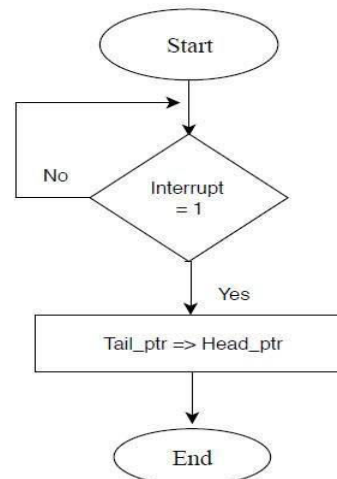 Start
No
Interrupt
= 1
Yes
Tail_ptr => Head_ptr
End